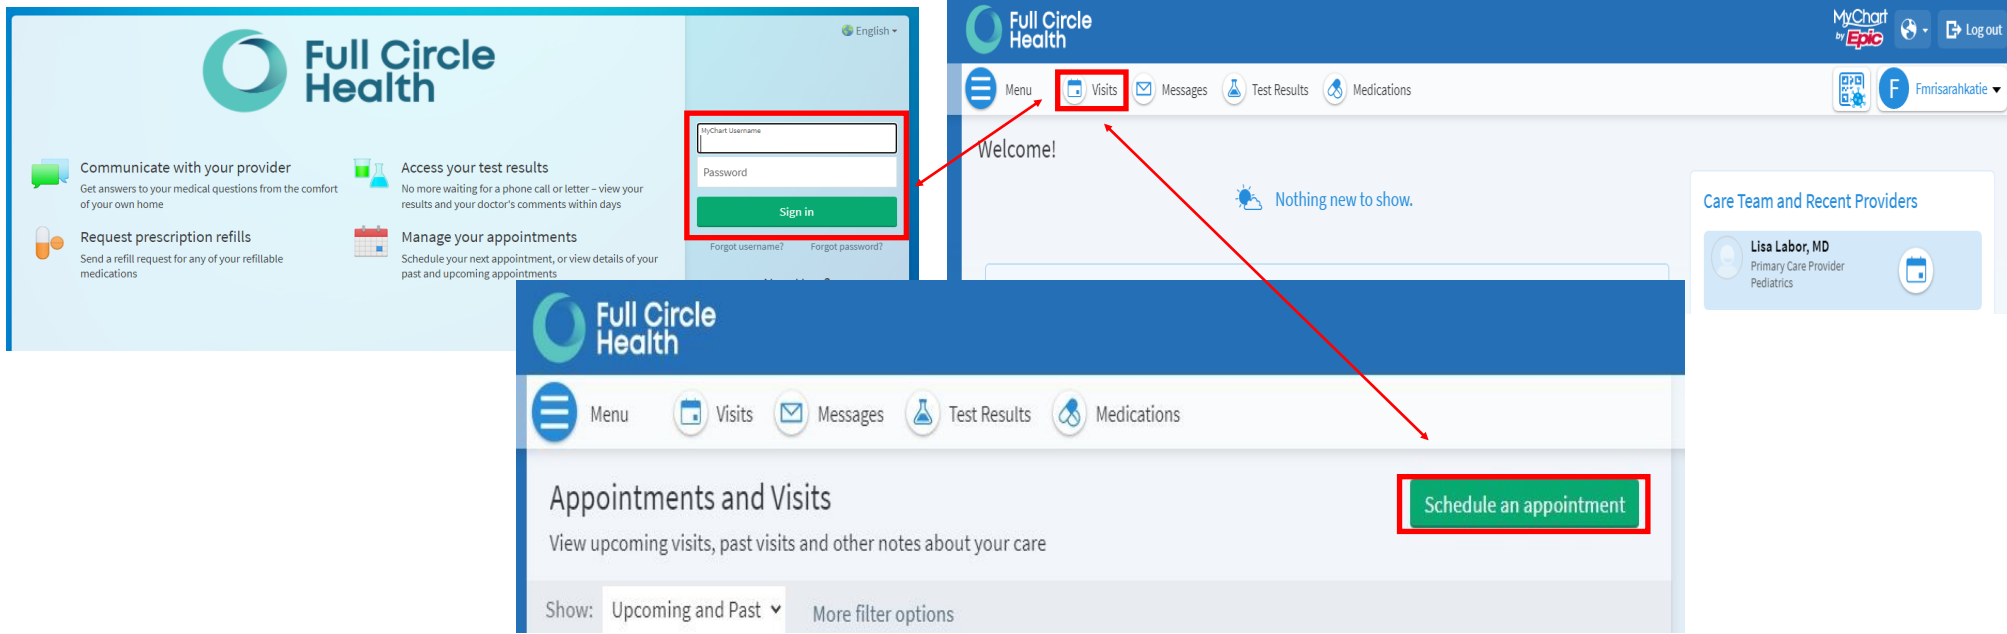 Full Circle
Health
English
MyChart Username
Password
Sign in
Forgot username?
Forgot password?
Communicate with your provider
Get answers to your medical questions from the comfort
of your own home
Access your test results
No more waiting for a phone call or letter – view your
results and your doctor's comments within days
Request prescription refills
Send a refill request for any of your refillable
medications
Manage your appointments
Schedule your next appointment, or view details of your
past and upcoming appointments
Full Circle
Health
MyChart
by Epic
Log out
Menu
Visits
Messages
Test Results
Medications
F
Fmrisarahkatie
Welcome!
Nothing new to show.
Care Team and Recent Providers
Lisa Labor, MD
Primary Care Provider
Pediatrics
Full Circle
Health
Menu
Visits
Messages
Test Results
Medications
Appointments and Visits
Schedule an appointment
View upcoming visits, past visits and other notes about your care
Show:
Upcoming and Past
More filter options